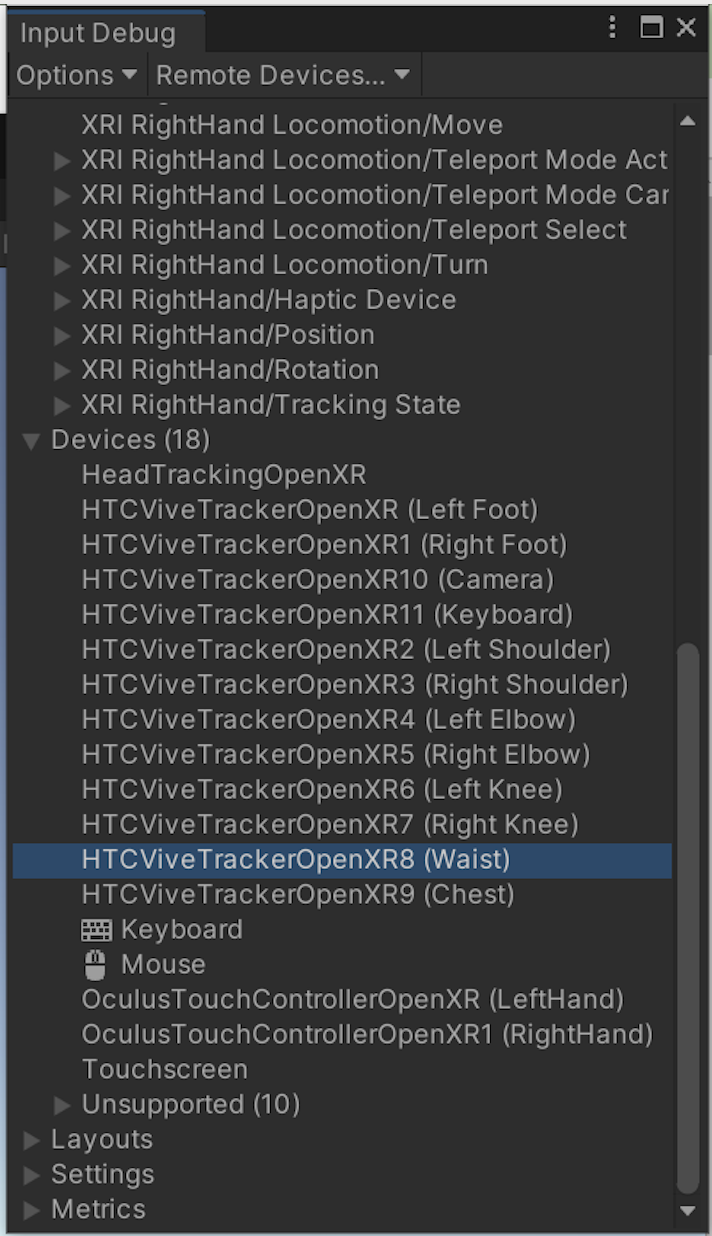 Input Debug
Options Remote Devices...
XRI RightHand Locomotion/Move
XRI RightHand Locomotion/Teleport Mode Act
XRI RightHand Locomotion/Teleport Mode Can
XRI RightHand Locomotion/Teleport Select
XRI RightHand Locomotion/Turn
XRI RightHand/Haptic Device
XRI RightHand/Position
XRI RightHand/Rotation
XRI RightHand/Tracking State
Devices (18)
HeadTrackingOpenXR
HTCViveTrackerOpenXR (Left Foot)
HTCViveTrackerOpenXR1 (Right Foot)
HTCViveTrackerOpenXR10 (Camera)
HTCViveTrackerOpenXR11 (Keyboard)
HTCViveTrackerOpenXR2 (Left Shoulder)
HTCViveTrackerOpenXR3 (Right Shoulder)
HTCViveTrackerOpenXR4 (Left Elbow)
HTCViveTrackerOpenXR5 (Right Elbow)
HTCViveTrackerOpenXR6 (Left Knee)
HTCViveTrackerOpenXR7 (Right Knee)
HTCViveTrackerOpenXR8 (Waist)
HTCViveTrackerOpenXR9 (Chest)
Keyboard
Mouse
OculusTouchControllerOpenXR (LeftHand)
OculusTouchControllerOpenXR1 (RightHand)
Touchscreen
Unsupported (10)
Layouts
Settings
Metrics